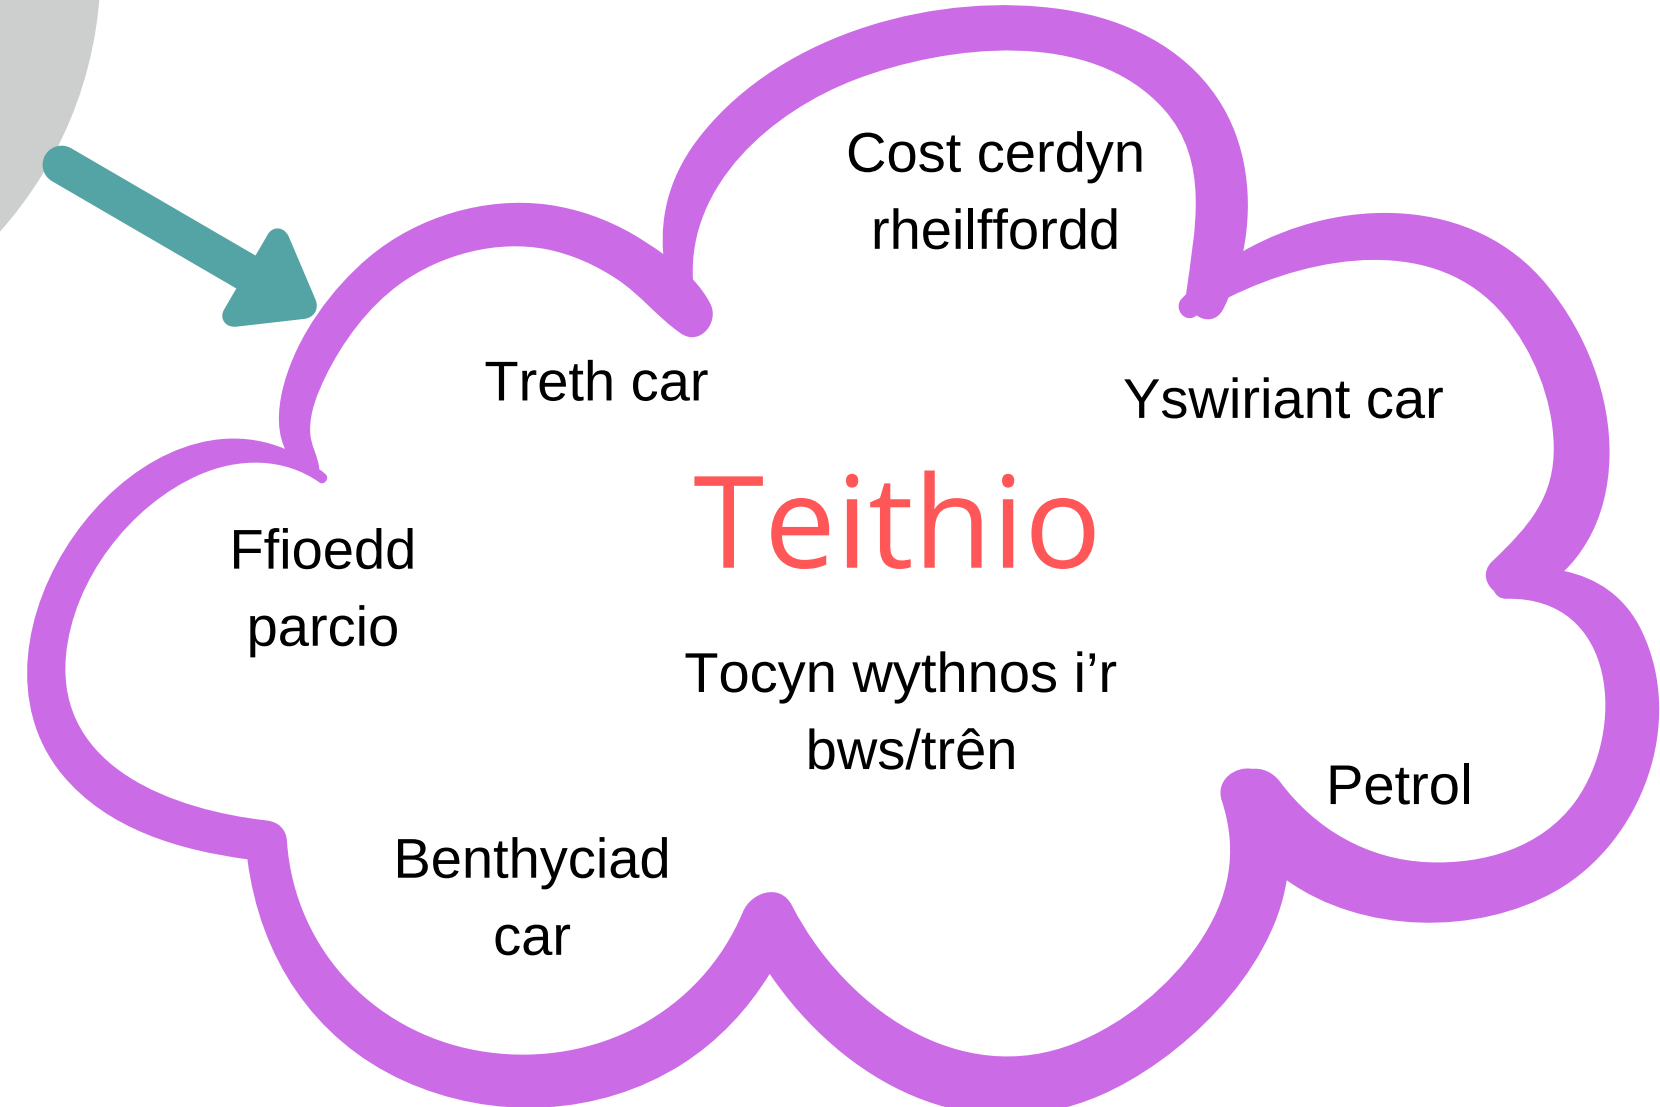 Cost cerdyn
rheilffordd
Treth car
Yswiriant car
Teithio
Ffioedd
parcio
Tocyn wythnos i’r
bws/trên
Petrol
Benthyciad
car